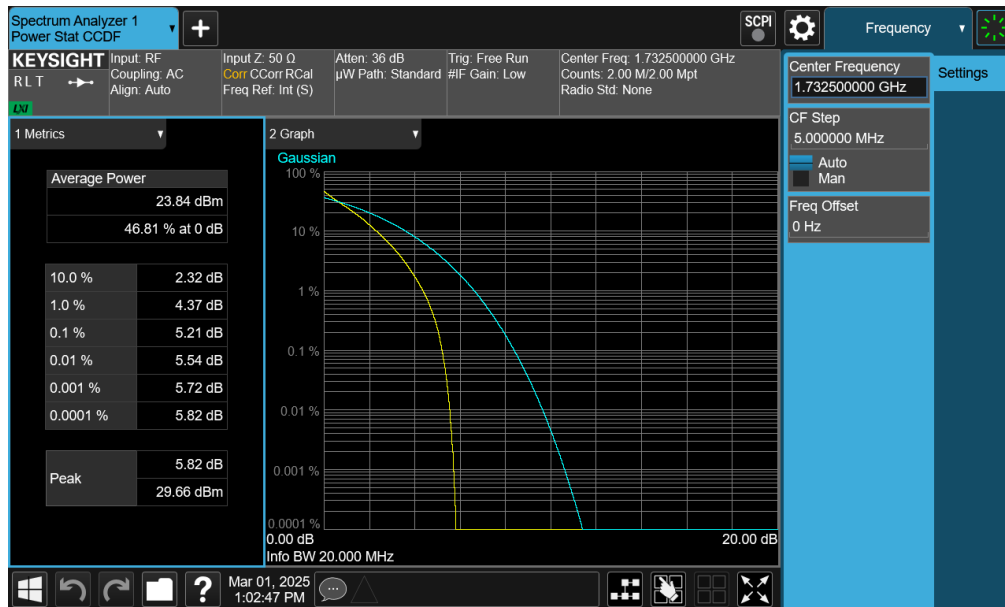 Spectrum Analyzer 1
Power Stat CCDF
+
SCPI
Frequency
KEYSIGHT
RLT
LXI
Input: RF
Coupling: AC
Align: Auto
Input Z: 50 Ω
Corr CCorr RCal
Freq Ref: Int (S)
Atten: 36 dB
µW Path: Standard
Trig: Free Run
#IF Gain: Low
Center Freq: 1.732500000 GHz
Counts: 2.00 M/2.00 Mpt
Radio Std: None
Center Frequency
1.732500000 GHz
Settings
CF Step
5.000000 MHz
Auto
Man
Freq Offset
0 Hz
1 Metrics
Average Power
23.84 dBm
46.81 % at 0 dB
10.0 % 2.32 dB
1.0 % 4.37 dB
0.1 % 5.21 dB
0.01 % 5.54 dB
0.001 % 5.72 dB
0.0001 % 5.82 dB
Peak
5.82 dB
29.66 dBm
2 Graph
Gaussian
100 %
10 %
1 %
0.1 %
0.01 %
0.001 %
0.0001 %
0.00 dB 20.00 dB
Info BW 20.000 MHz
?
Mar 01, 2025
1:02:47 PM